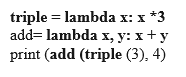 triple = lambda x: x *3
add= lambda x, y: x + y
print (add (triple (3), 4)